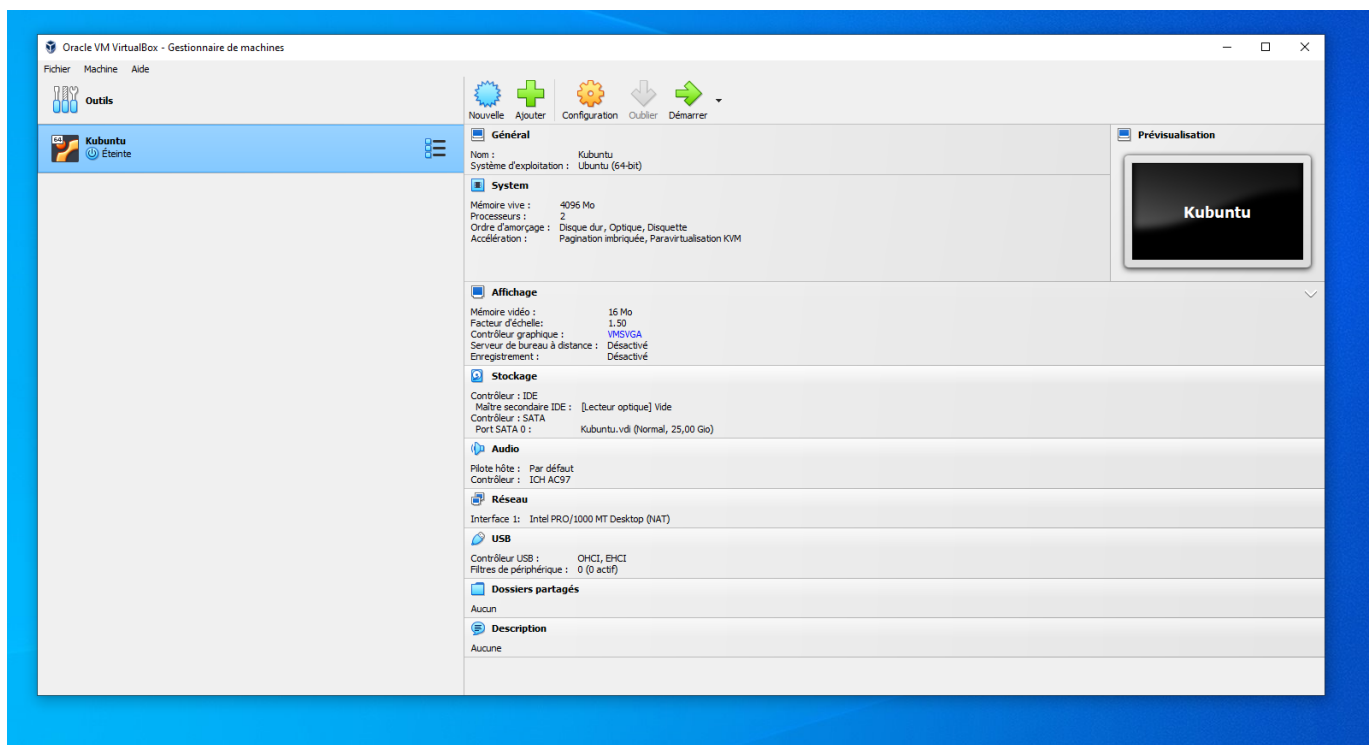 Oracle VM VirtualBox - Gestionnaire de machines
Fichier Machine Aide
Outils
Nouvelle Ajouter Configuration Oublier Démarrer
64
Kubuntu
Éteinte
Général
Nom : Kubuntu
Système d'exploitation : Ubuntu (64-bit)
Prévisualisation
Kubuntu
System
Mémoire vive : 4096 Mo
Processeurs : 2
Ordre d'amorçage : Disque dur, Optique, Disquette
Accélération : Pagination imbriquée, Paravirtualisation KVM
Affichage
Mémoire vidéo : 16 Mo
Facteur d'échelle: 1.50
Contrôleur graphique : VMSVGA
Serveur de bureau à distance : Désactivé
Enregistrement : Désactivé
Stockage
Contrôleur : IDE
Maître secondaire IDE : [Lecteur optique] Vide
Contrôleur : SATA
Port SATA 0 : Kubuntu.vdi (Normal, 25,00 Gio)
Audio
Pilote hôte : Par défaut
Contrôleur : ICH AC97
Réseau
Interface 1: Intel PRO/1000 MT Desktop (NAT)
USB
Contrôleur USB : OHCI, EHCI
Filtres de périphérique : 0 (0 actif)
Dossiers partagés
Aucun
Description
Aucune